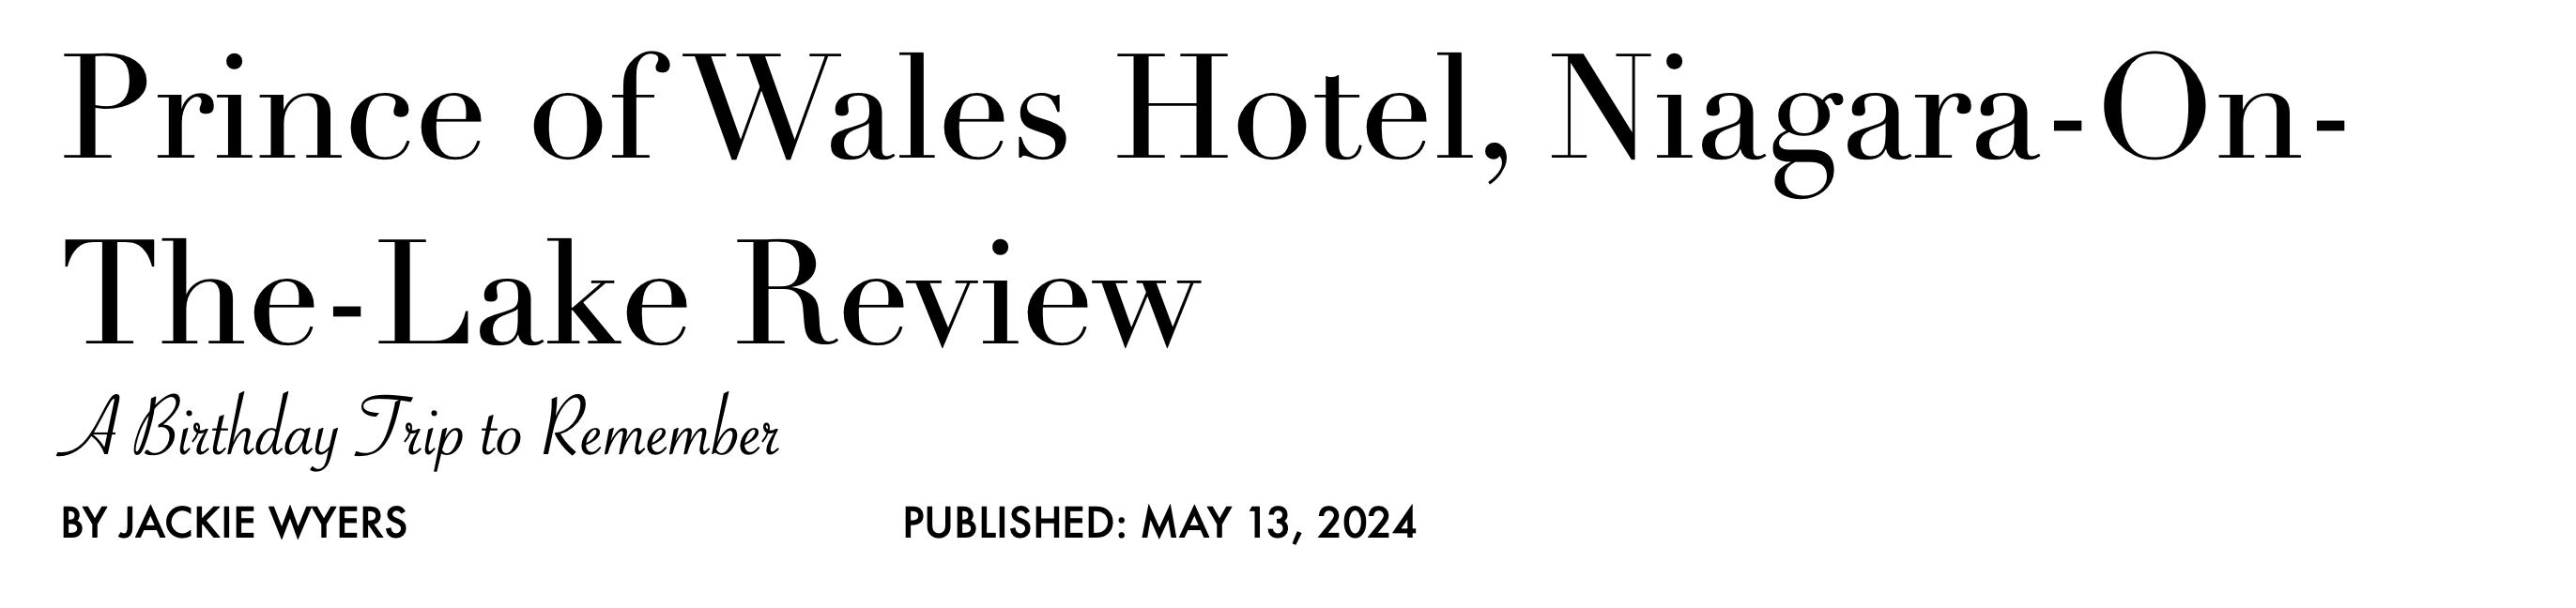 Prince of Wales Hotel, Niagara-On-
The-Lake Review
A Birthday Trip to Remember
BY JACKIE WYERS PUBLISHED: MAY 13, 2024